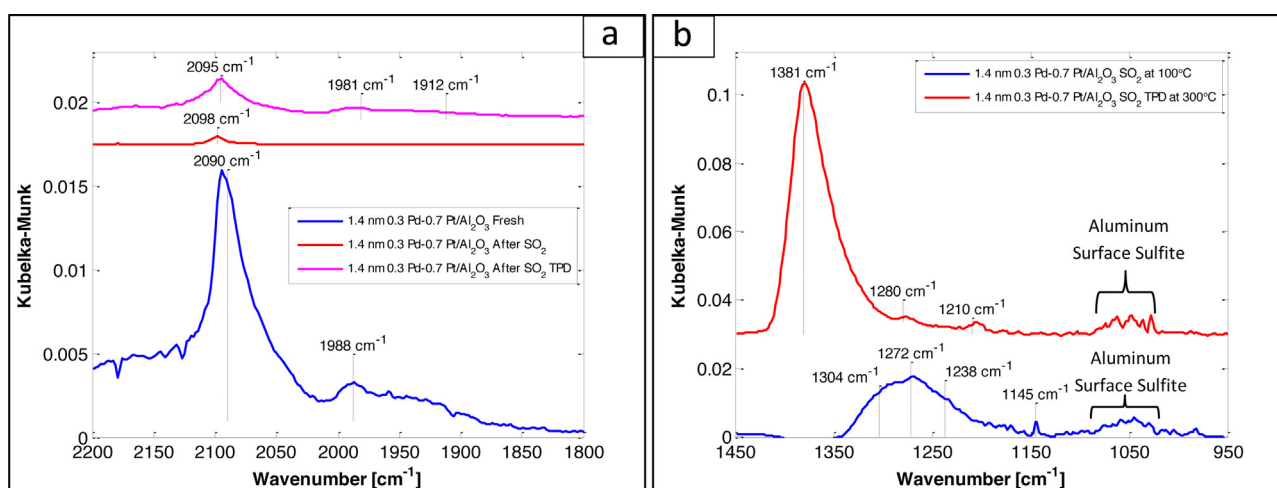 a
2095 cm⁻¹
1981 cm⁻¹
1912 cm⁻¹
2098 cm⁻¹
2090 cm⁻¹
1988 cm⁻¹
1.4 nm 0.3 Pd-0.7 Pt/Al₂O₃ Fresh
1.4 nm 0.3 Pd-0.7 Pt/Al₂O₃ After SO₂
1.4 nm 0.3 Pd-0.7 Pt/Al₂O₃ After SO₂ TPD
Kubelka-Munk
0.02
0.015
0.01
0.005
0
2200 2150 2100 2050 2000 1950 1900 1850 1800
Wavenumber [cm⁻¹]
b
1381 cm⁻¹
1.4 nm 0.3 Pd-0.7 Pt/Al₂O₃ SO₂ at 100°C
1.4 nm 0.3 Pd-0.7 Pt/Al₂O₃ SO₂ TPD at 300°C
1280 cm⁻¹
1210 cm⁻¹
Aluminum
Surface Sulfite
1304 cm⁻¹
1272 cm⁻¹
1238 cm⁻¹
1145 cm⁻¹
Aluminum
Surface Sulfite
Kubelka-Munk
0.1
0.08
0.06
0.04
0.02
0
1450 1350 1250 1150 1050 950
Wavenumber [cm⁻¹]